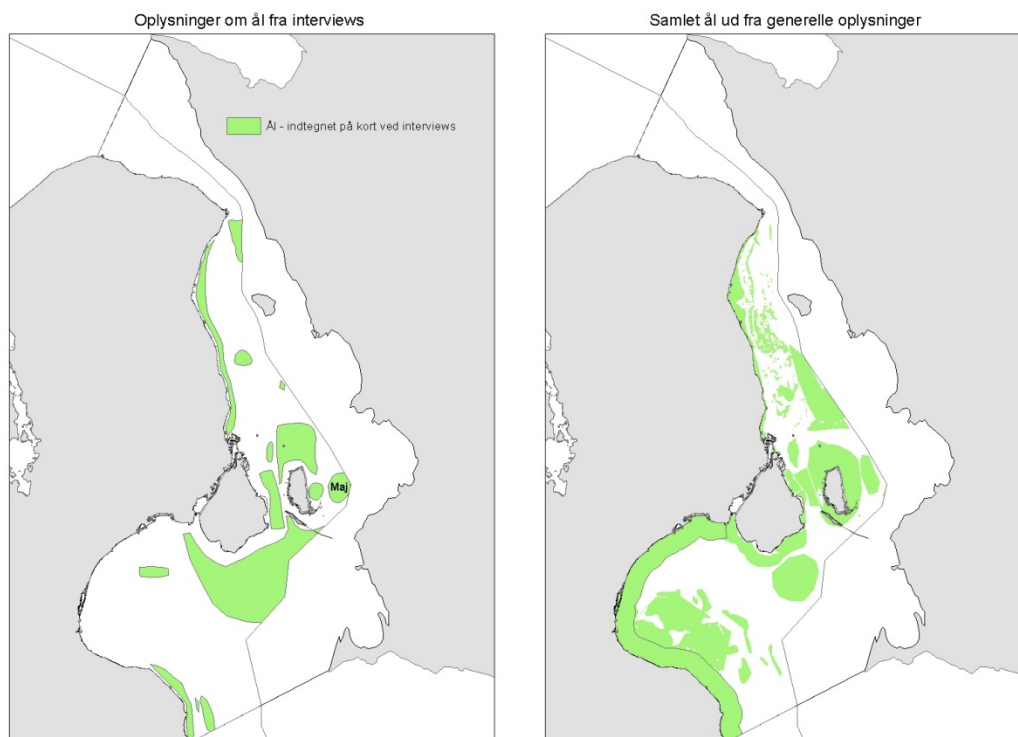 Oplysninger om ål fra interviews
Samlet ål ud fra generelle oplysninger
Ål - indtegnet på kort ved interviews
Maj